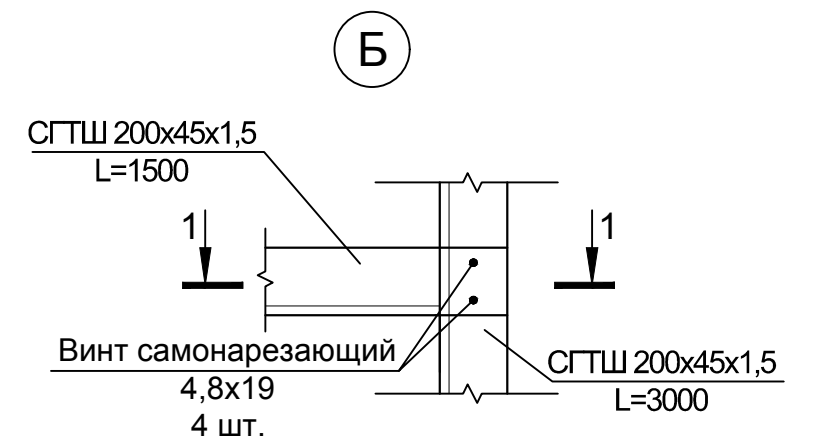 Б
СГТШ 200х45х1,5
L=1500
1
1
Винт самонарезающий
4,8х19
4 шт.
СГТШ 200х45х1,5
L=3000